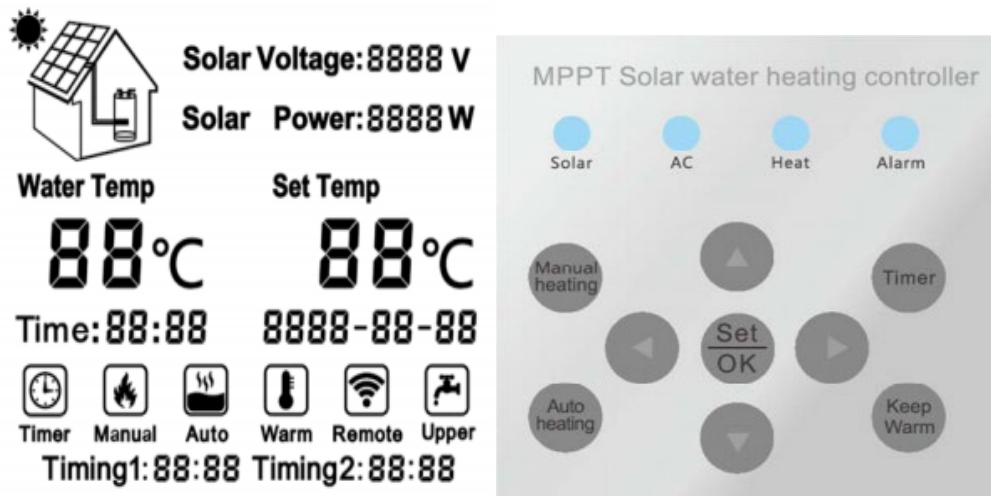 Solar Voltage:8888 V
Solar Power:8888 W
Water Temp Set Temp
88°C 88°C
Time:88:88 8888-88-88
Timer Manual Auto Warm Remote Upper
Timing1:88:88 Timing2:88:88
MPPT Solar water heating controller
Solar AC Heat Alarm
Manual
heating
Timer
Set
OK
Auto
heating
Keep
Warm